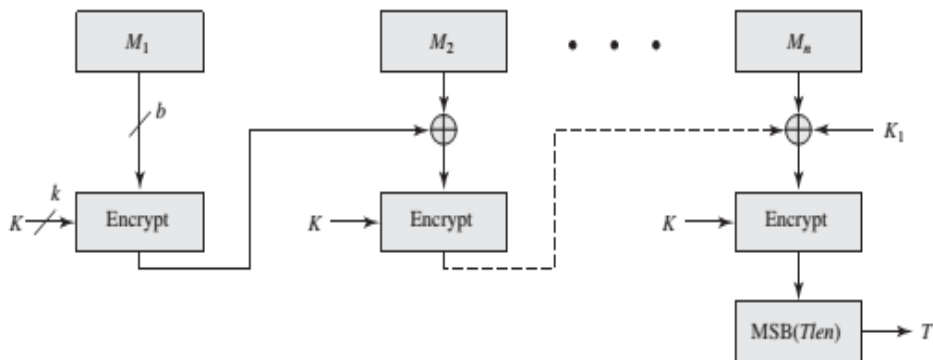 M₁ M₂ • • • Mₙ
b
K₁
k
K Encrypt K Encrypt K Encrypt
MSB(Tlen) T